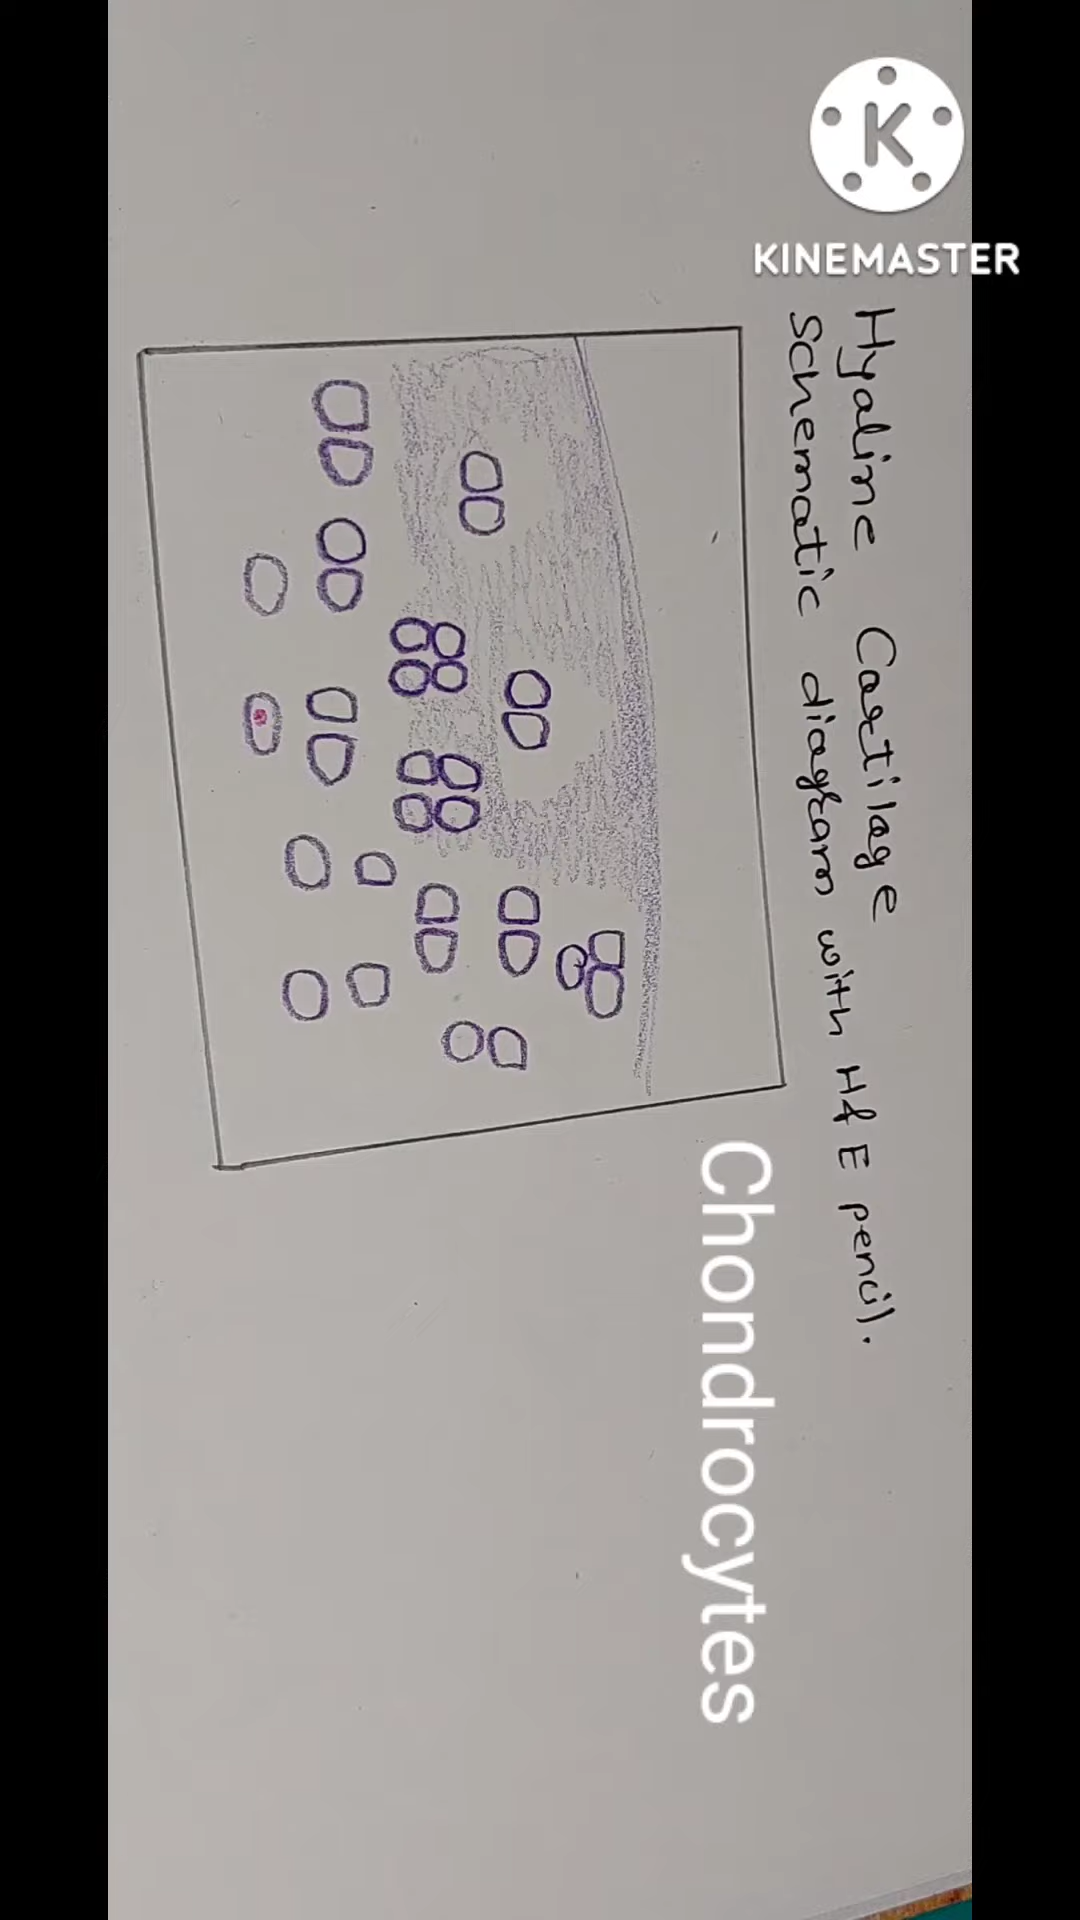 K
KINEMASTER
Hyaline Cartilage
Schematic diagram with H & E pencil.
Chondrocytes